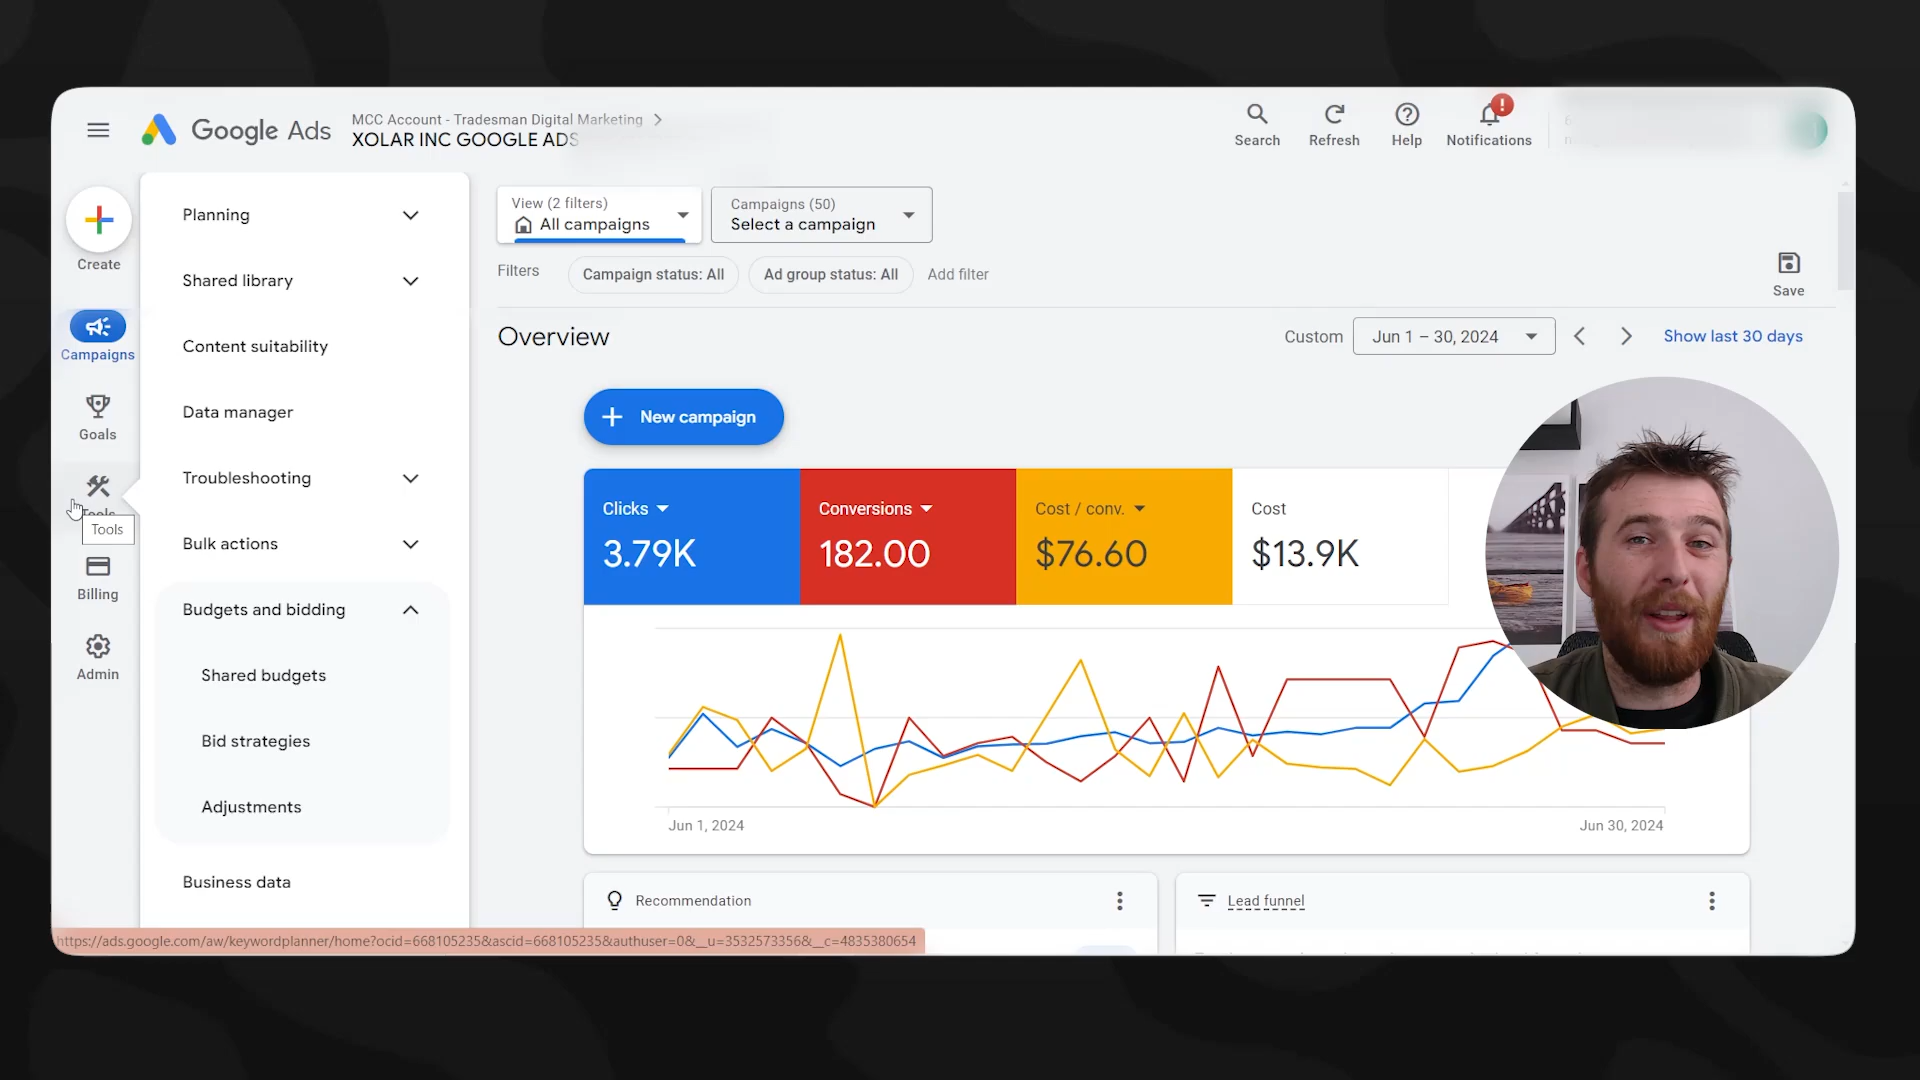 Google Ads
MCC Account - Tradesman Digital Marketing
XOLAR INC GOOGLE ADS
Search
Refresh
Help
Notifications
Create
Campaigns
Goals
Tools
Tools
Billing
Admin
Planning
Shared library
Content suitability
Data manager
Troubleshooting
Bulk actions
Budgets and bidding
Shared budgets
Bid strategies
Adjustments
Business data
View (2 filters)
All campaigns
Campaigns (50)
Select a campaign
Filters
Campaign status: All
Ad group status: All
Add filter
Save
Overview
Custom
Jun 1 – 30, 2024
Show last 30 days
New campaign
Clicks
3.79K
Conversions
182.00
Cost / conv.
$76.60
Cost
$13.9K
Jun 1, 2024
Jun 30, 2024
Recommendation
Lead funnel
https://ads.google.com/aw/keywordplanner/home?ocid=668105235&ascid=668105235&authuser=0&__u=3532573356&__c=4835380654